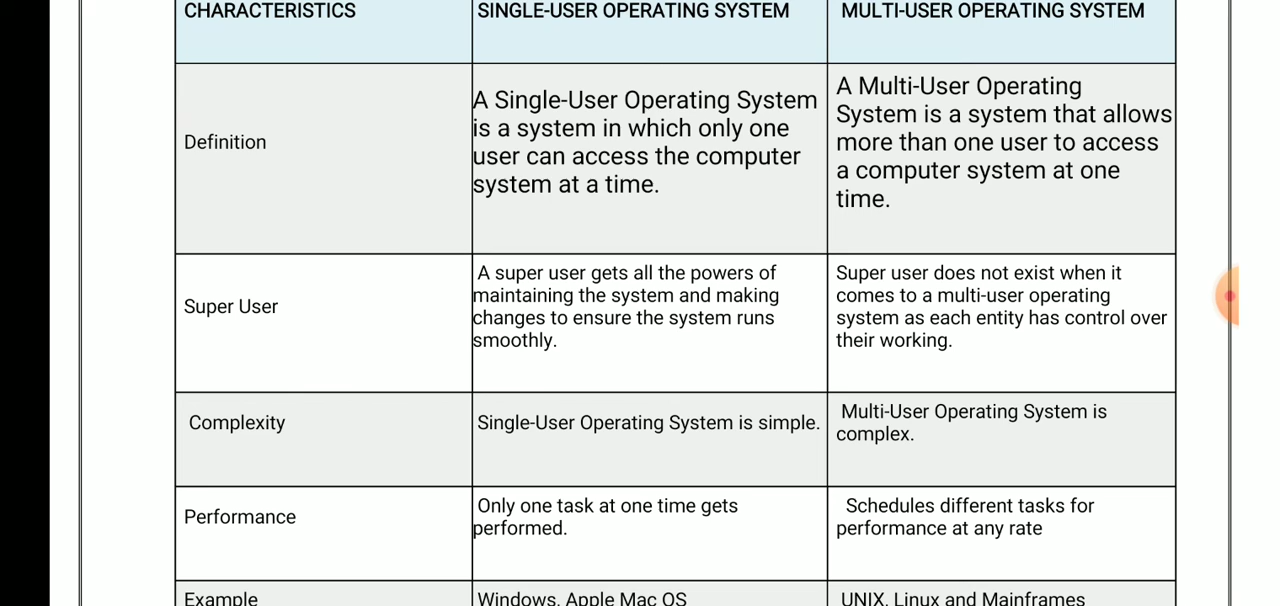 CHARACTERISTICS
SINGLE-USER OPERATING SYSTEM
MULTI-USER OPERATING SYSTEM
Definition
A Single-User Operating System
is a system in which only one
user can access the computer
system at a time.
A Multi-User Operating
System is a system that allows
more than one user to access
a computer system at one
time.
Super User
A super user gets all the powers of
maintaining the system and making
changes to ensure the system runs
smoothly.
Super user does not exist when it
comes to a multi-user operating
system as each entity has control over
their working.
Complexity
Single-User Operating System is simple.
Multi-User Operating System is
complex.
Performance
Only one task at one time gets
performed.
Schedules different tasks for
performance at any rate
Example
Windows, Apple Mac OS
UNIX, Linux and Mainframes